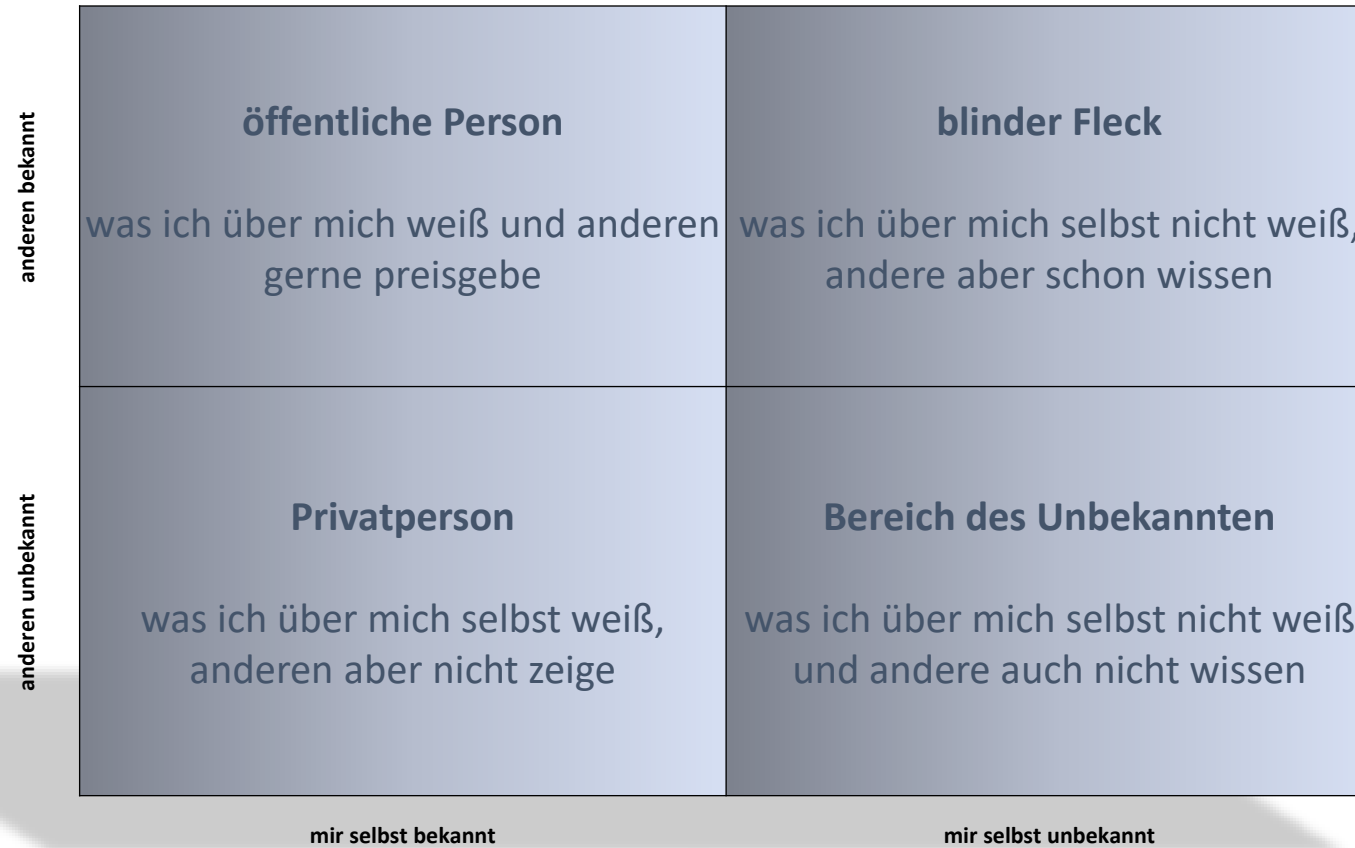 anderen bekannt
öffentliche Person
was ich über mich weiß und anderen
gerne preisgebe
blinder Fleck
was ich über mich selbst nicht weiß,
andere aber schon wissen
anderen unbekannt
Privatperson
was ich über mich selbst weiß,
anderen aber nicht zeige
Bereich des Unbekannten
was ich über mich selbst nicht weiß
und andere auch nicht wissen
mir selbst bekannt
mir selbst unbekannt